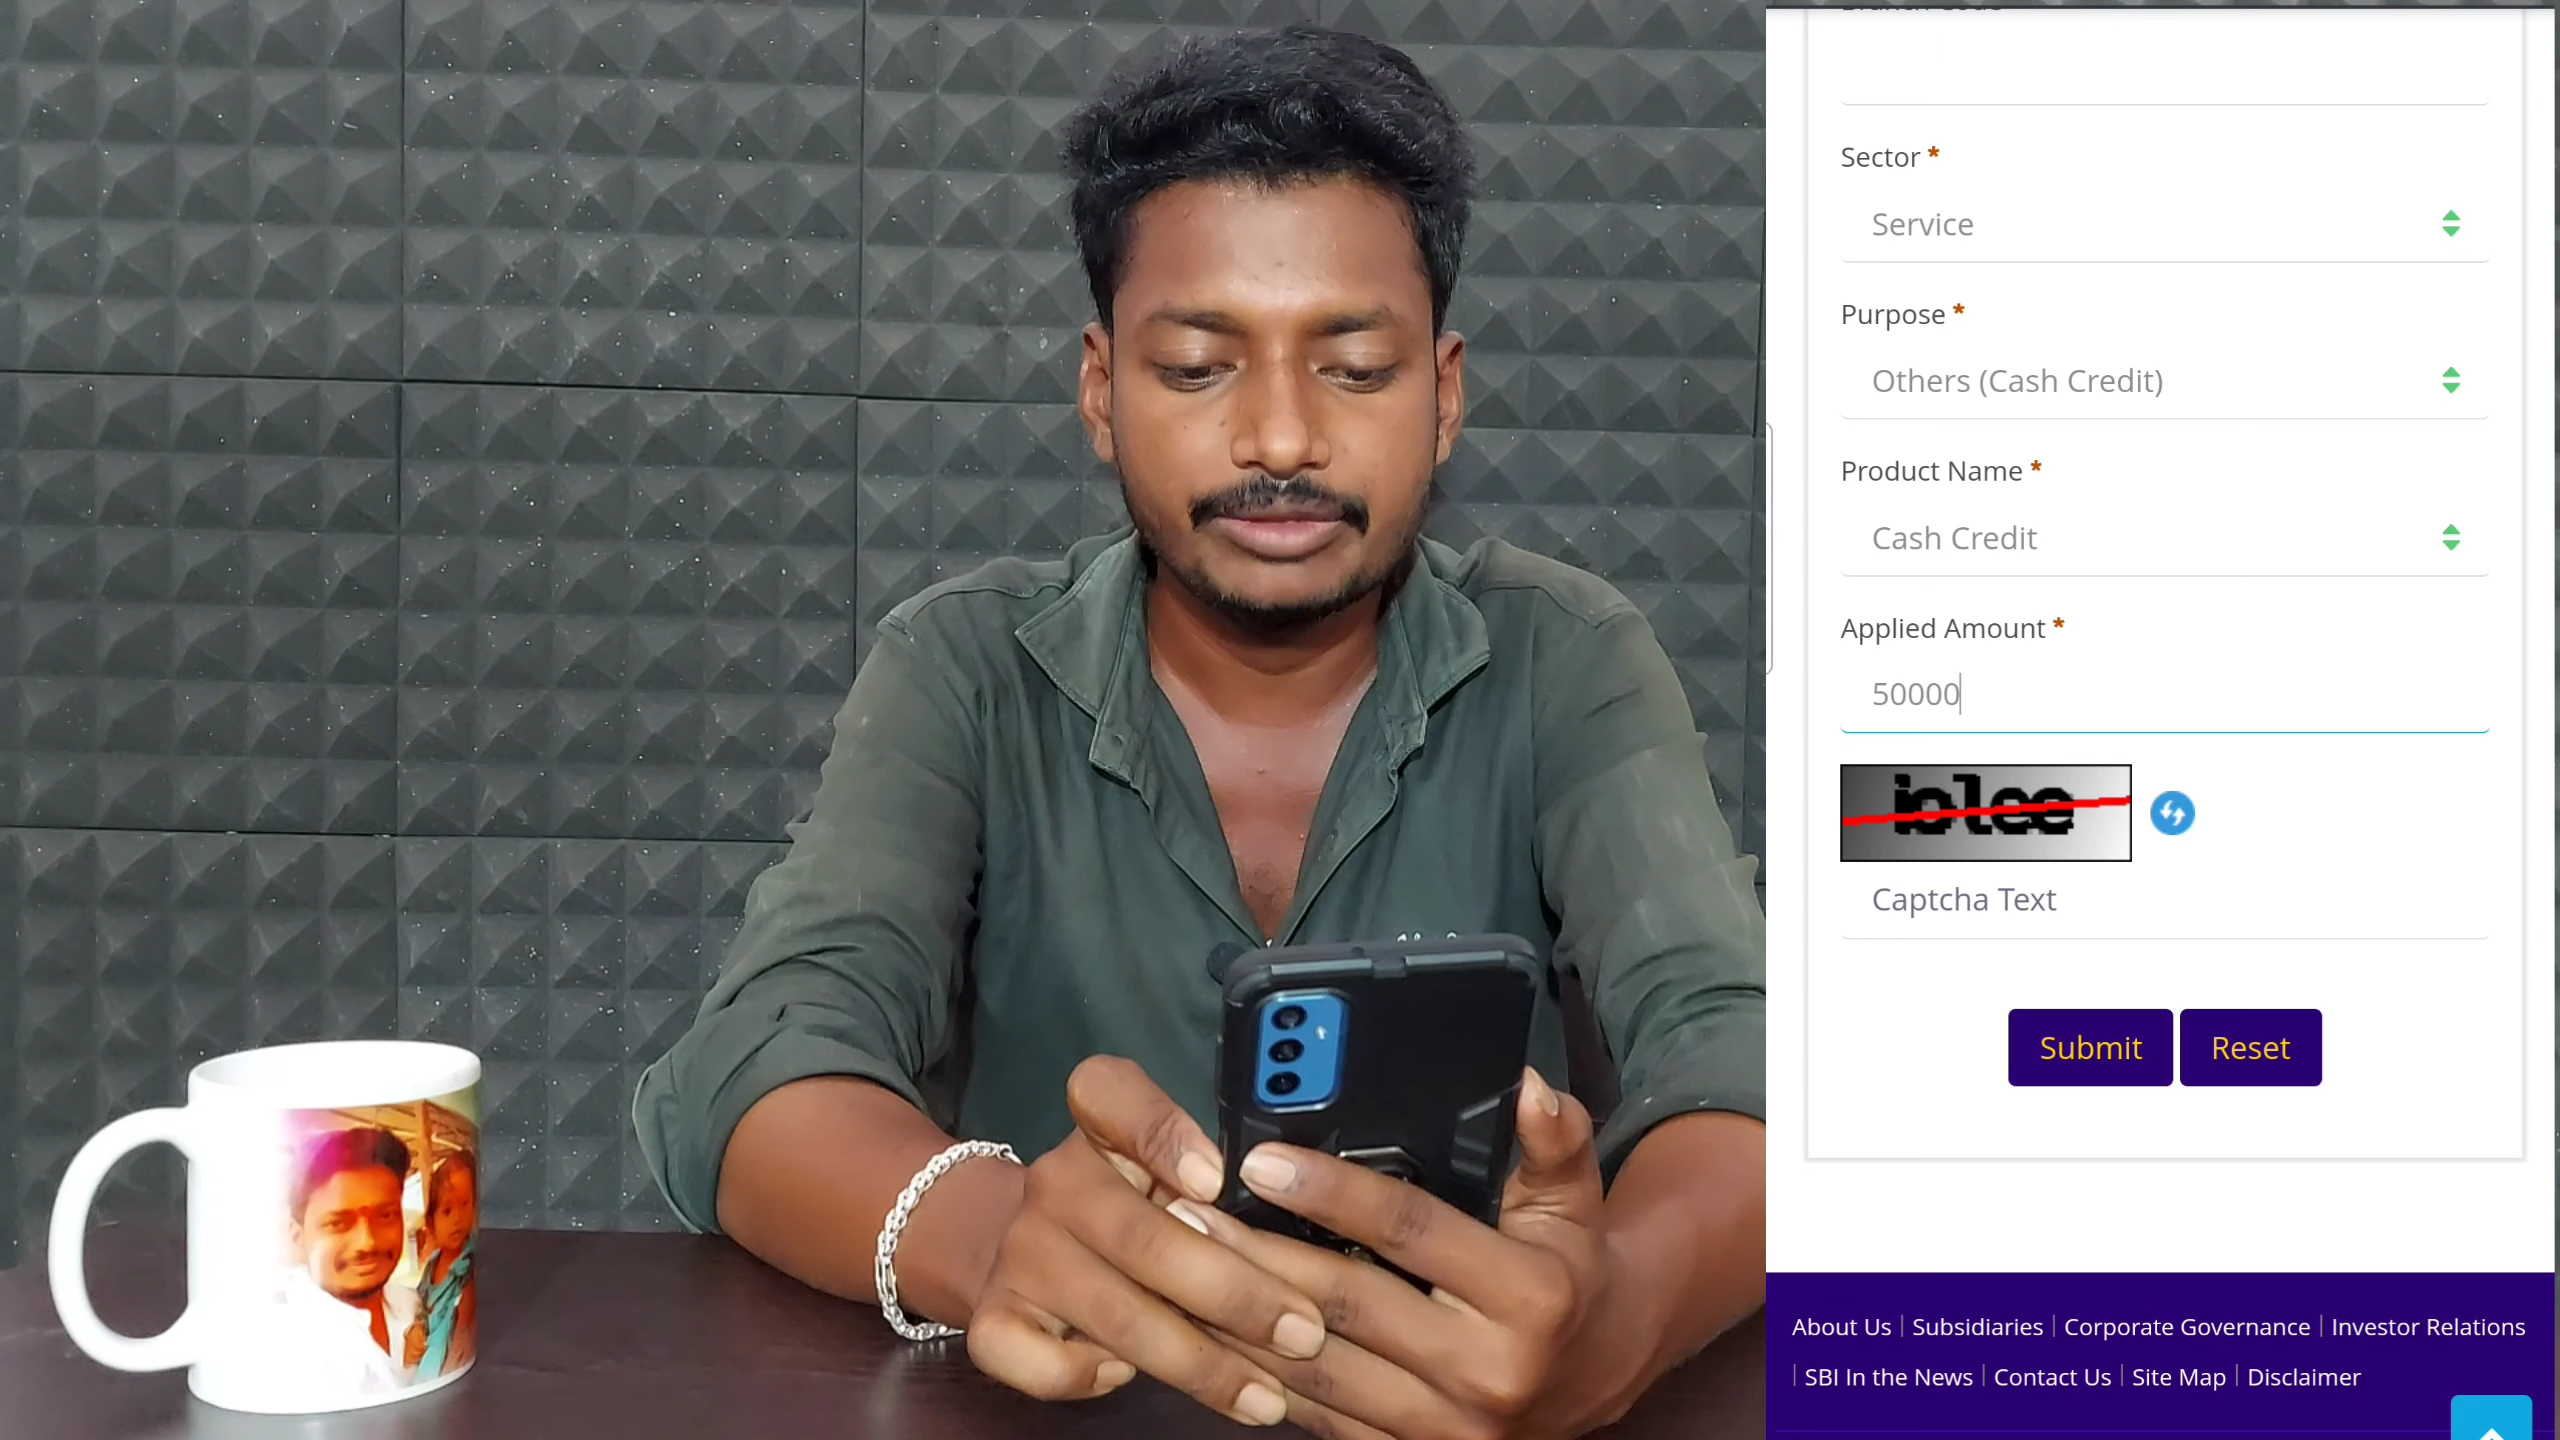 Sector *
Service
Purpose *
Others (Cash Credit)
Product Name *
Cash Credit
Applied Amount *
50000
Captcha Text
Submit Reset
About Us | Subsidiaries | Corporate Governance | Investor Relations
| SBI In the News | Contact Us | Site Map | Disclaimer